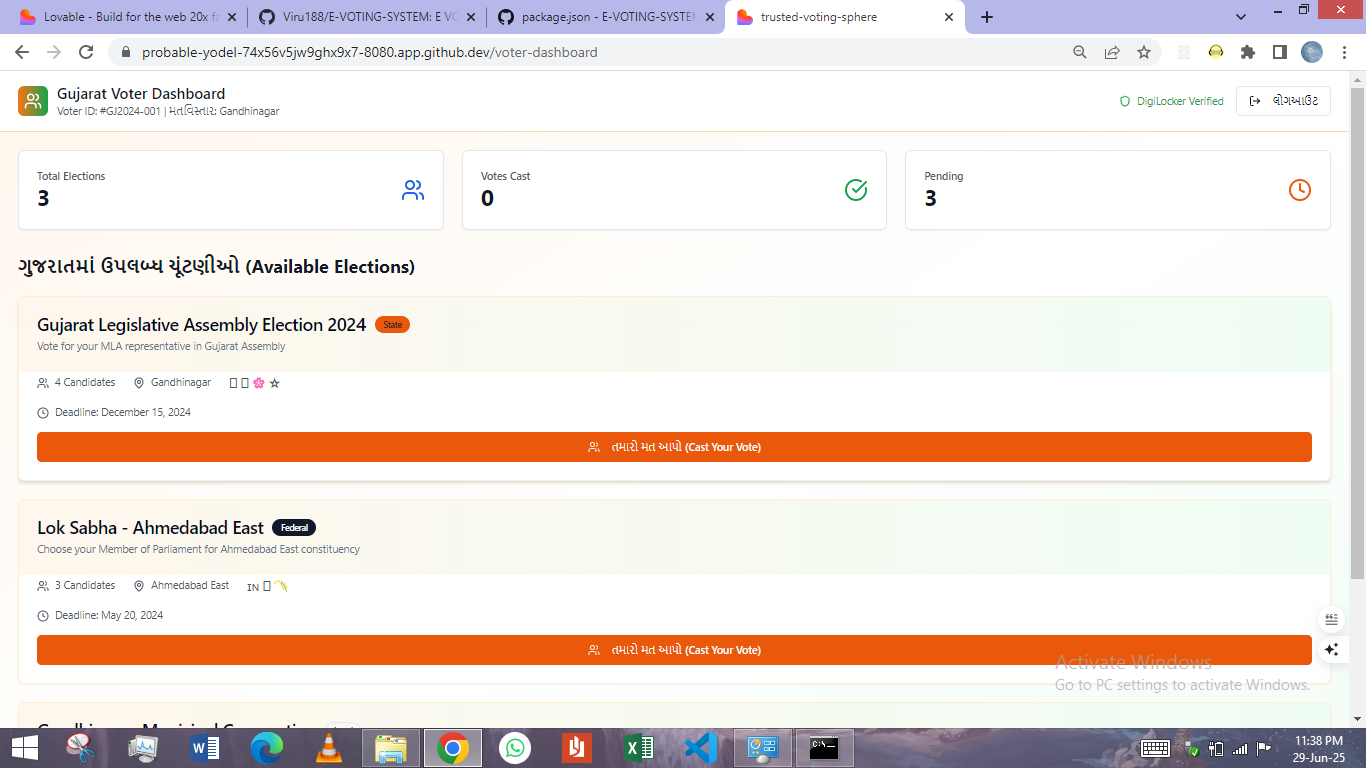 Lovable - Build for the web 20x fa
Viru188/E-VOTING-SYSTEM: E VO
package.json - E-VOTING-SYSTEM
trusted-voting-sphere
probable-yodel-74x56v5jw9ghx9x7-8080.app.github.dev/voter-dashboard
Gujarat Voter Dashboard
Voter ID: #GJ2024-001 | મતવિસ્તાર: Gandhinagar
DigiLocker Verified
લોગઆઉટ
Total Elections
3
Votes Cast
0
Pending
3
ગુજરાતમાં ઉપલબ્ધ ચૂંટણીઓ (Available Elections)
Gujarat Legislative Assembly Election 2024 State
Vote for your MLA representative in Gujarat Assembly
4 Candidates Gandhinagar
Deadline: December 15, 2024
તમારો મત આપો (Cast Your Vote)
Lok Sabha - Ahmedabad East Federal
Choose your Member of Parliament for Ahmedabad East constituency
3 Candidates Ahmedabad East IN
Deadline: May 20, 2024
તમારો મત આપો (Cast Your Vote)
Activate Windows
Go to PC settings to activate Windows.
11:38 PM
29-Jun-25